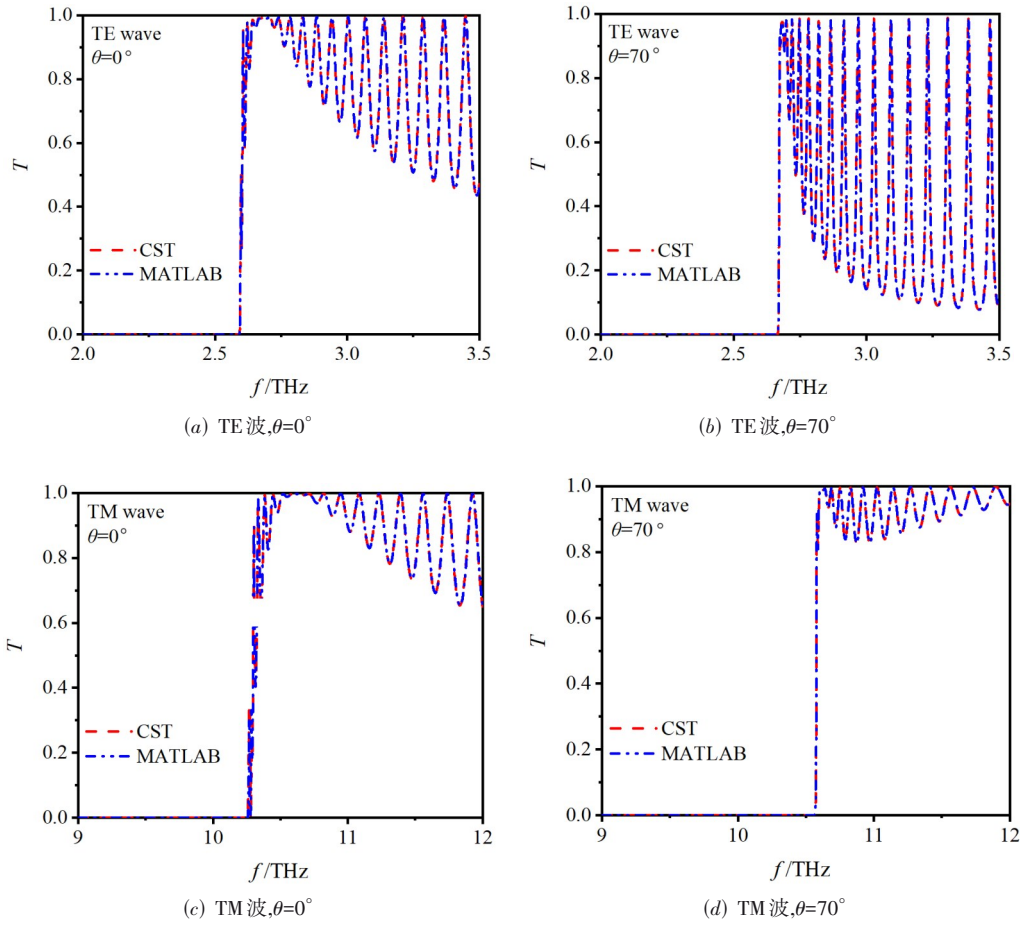 TE wave
θ=0°
CST
MATLAB
T
1.0
0.8
0.6
0.4
0.2
0.0
2.0
2.5
3.0
3.5
f/THz
(a) TE波,θ=0°
TE wave
θ=70°
CST
MATLAB
T
1.0
0.8
0.6
0.4
0.2
0.0
2.0
2.5
3.0
3.5
f/THz
(b) TE波,θ=70°
TM wave
θ=0°
CST
MATLAB
T
1.0
0.8
0.6
0.4
0.2
0.0
9
10
11
12
f/THz
(c) TM波,θ=0°
TM wave
θ=70°
CST
MATLAB
T
1.0
0.8
0.6
0.4
0.2
0.0
9
10
11
12
f/THz
(d) TM波,θ=70°